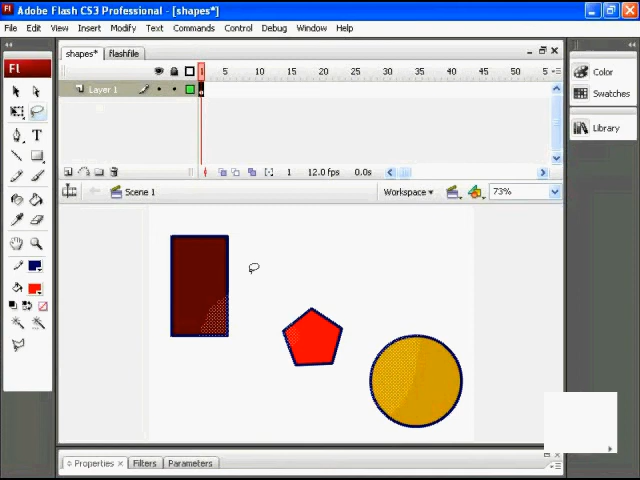 Adobe Flash CS3 Professional - [shapes*]
File Edit View Insert Modify Text Commands Control Debug Window Help
shapes* flashfile
Fl
1 5 10 15 20 25 30 35 40 45 50 5
Color
Layer 1
Swatches
Library
T
1 12.0 fps 0.0s
Scene 1 Workspace 73%
Properties Filters Parameters